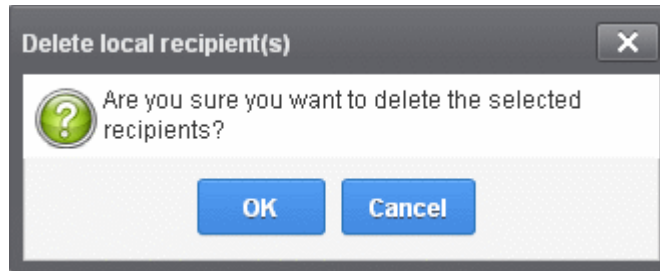 Delete local recipient(s)
Are you sure you want to delete the selected
recipients?
OK
Cancel